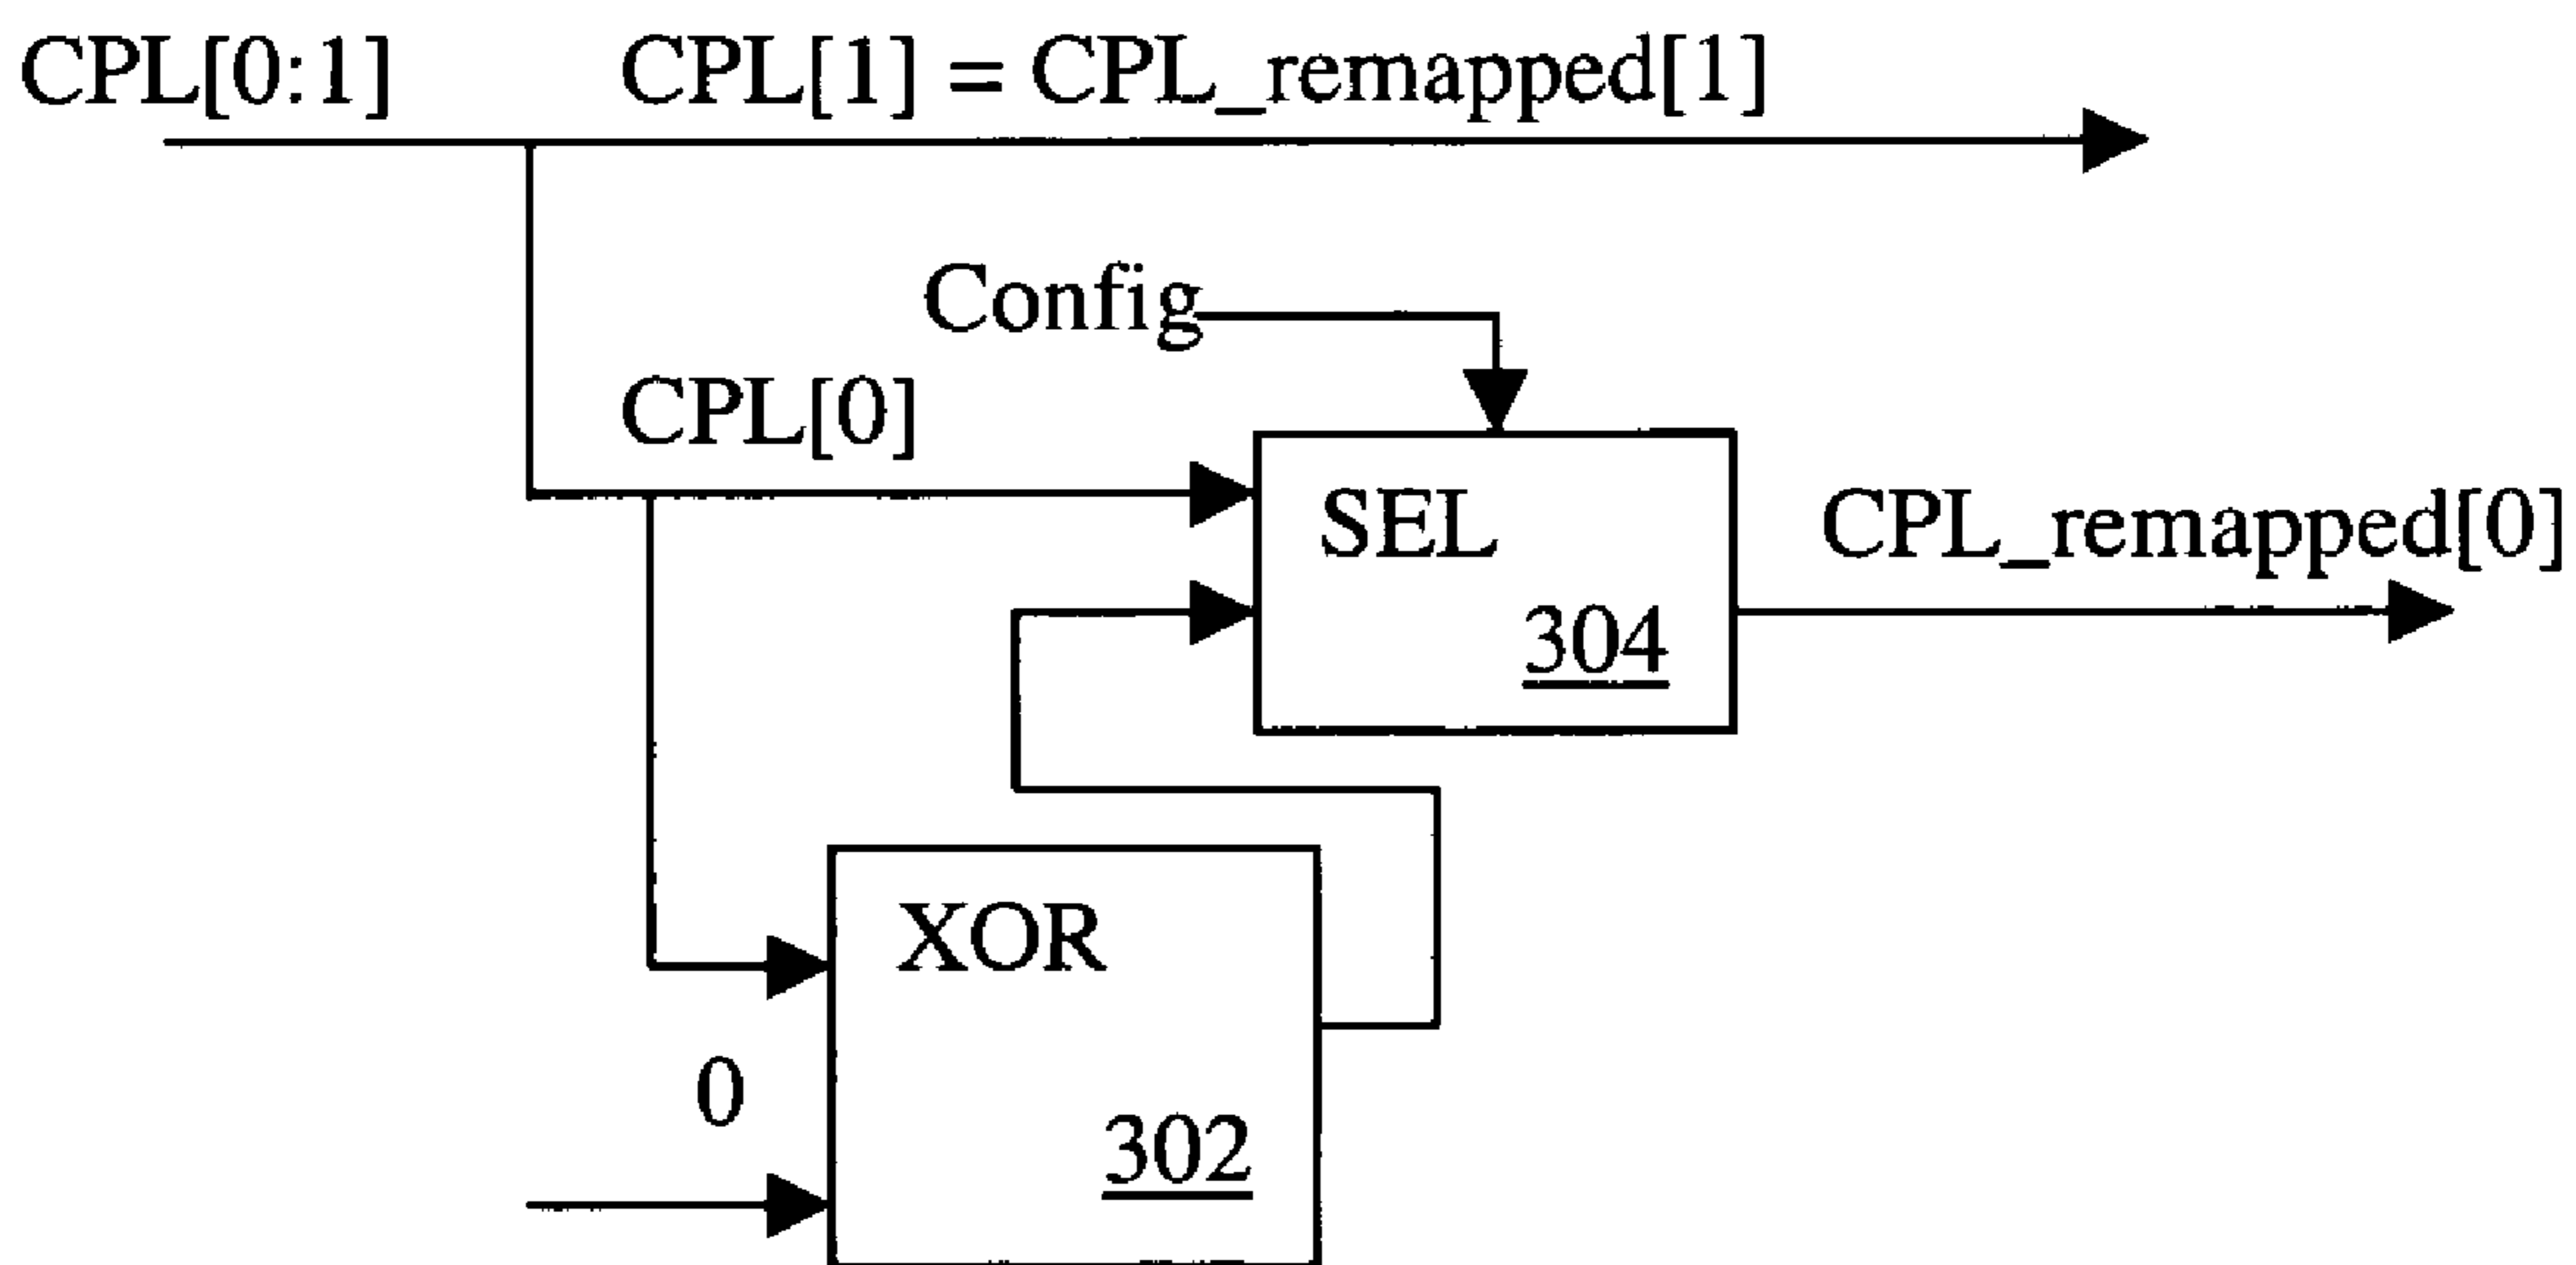 CPL[0:1]
CPL[1] = CPL_remapped[1]
Config
CPL[0]
SEL
304
CPL_remapped[0]
XOR
0
302